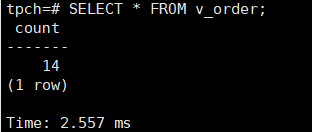 tpch=# SELECT * FROM v_order;
 count
-------
    14
(1 row)

Time: 2.557 ms